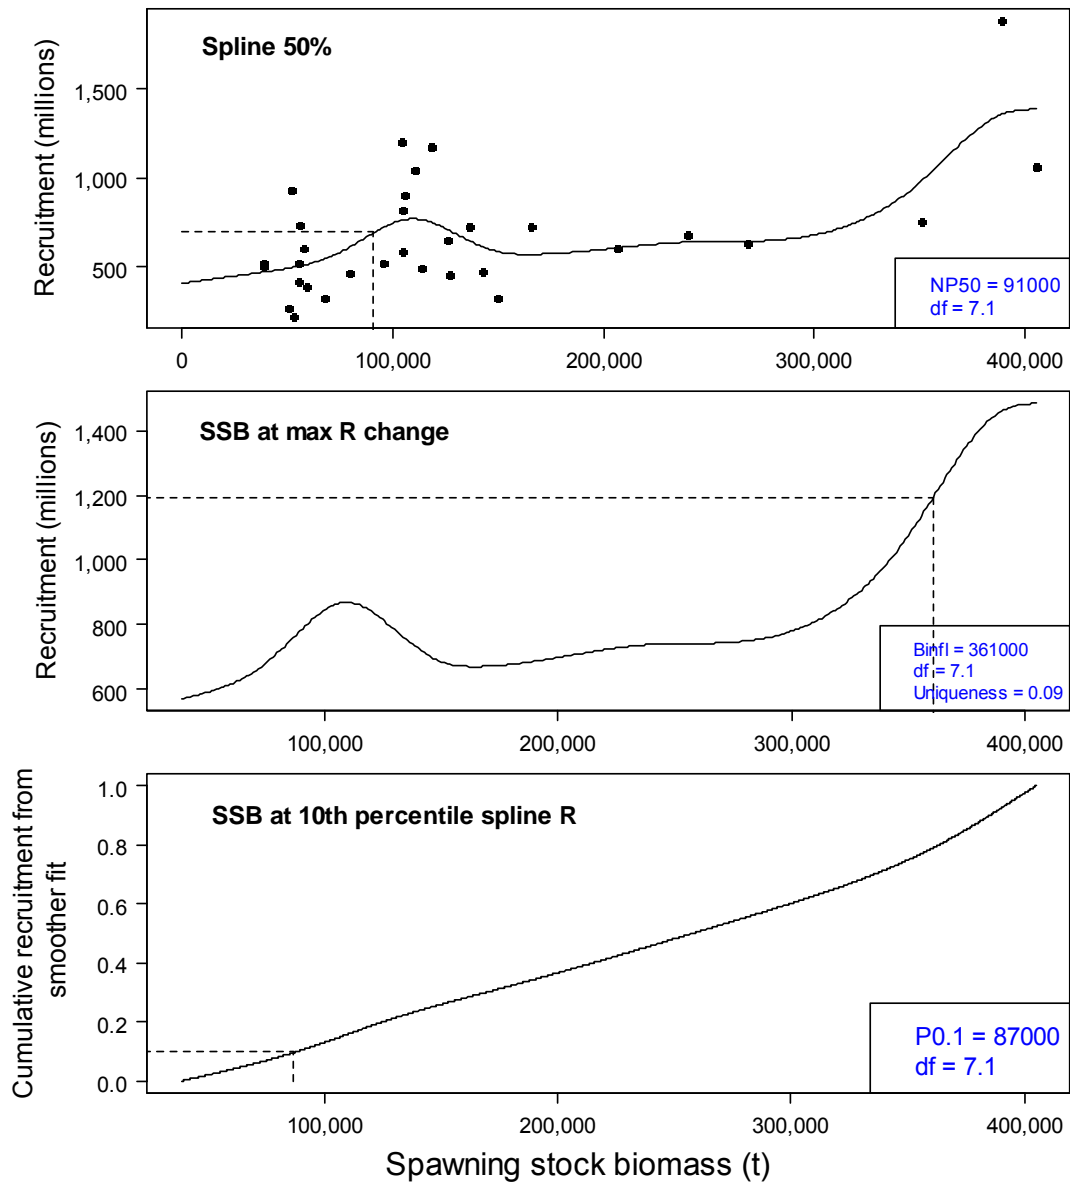 Spline 50%
Recruitment (millions)
1,500
1,000
500
NP50 = 91000
df = 7.1
0 100,000 200,000 300,000 400,000
SSB at max R change
Recruitment (millions)
1,400
1,200
1,000
800
600
Binfl = 361000
df = 7.1
Uniqueness = 0.09
100,000 200,000 300,000 400,000
SSB at 10th percentile spline R
Cumulative recruitment from
smoother fit
1.0
0.8
0.6
0.4
0.2
0.0
P0.1 = 87000
df = 7.1
100,000 200,000 300,000 400,000
Spawning stock biomass (t)